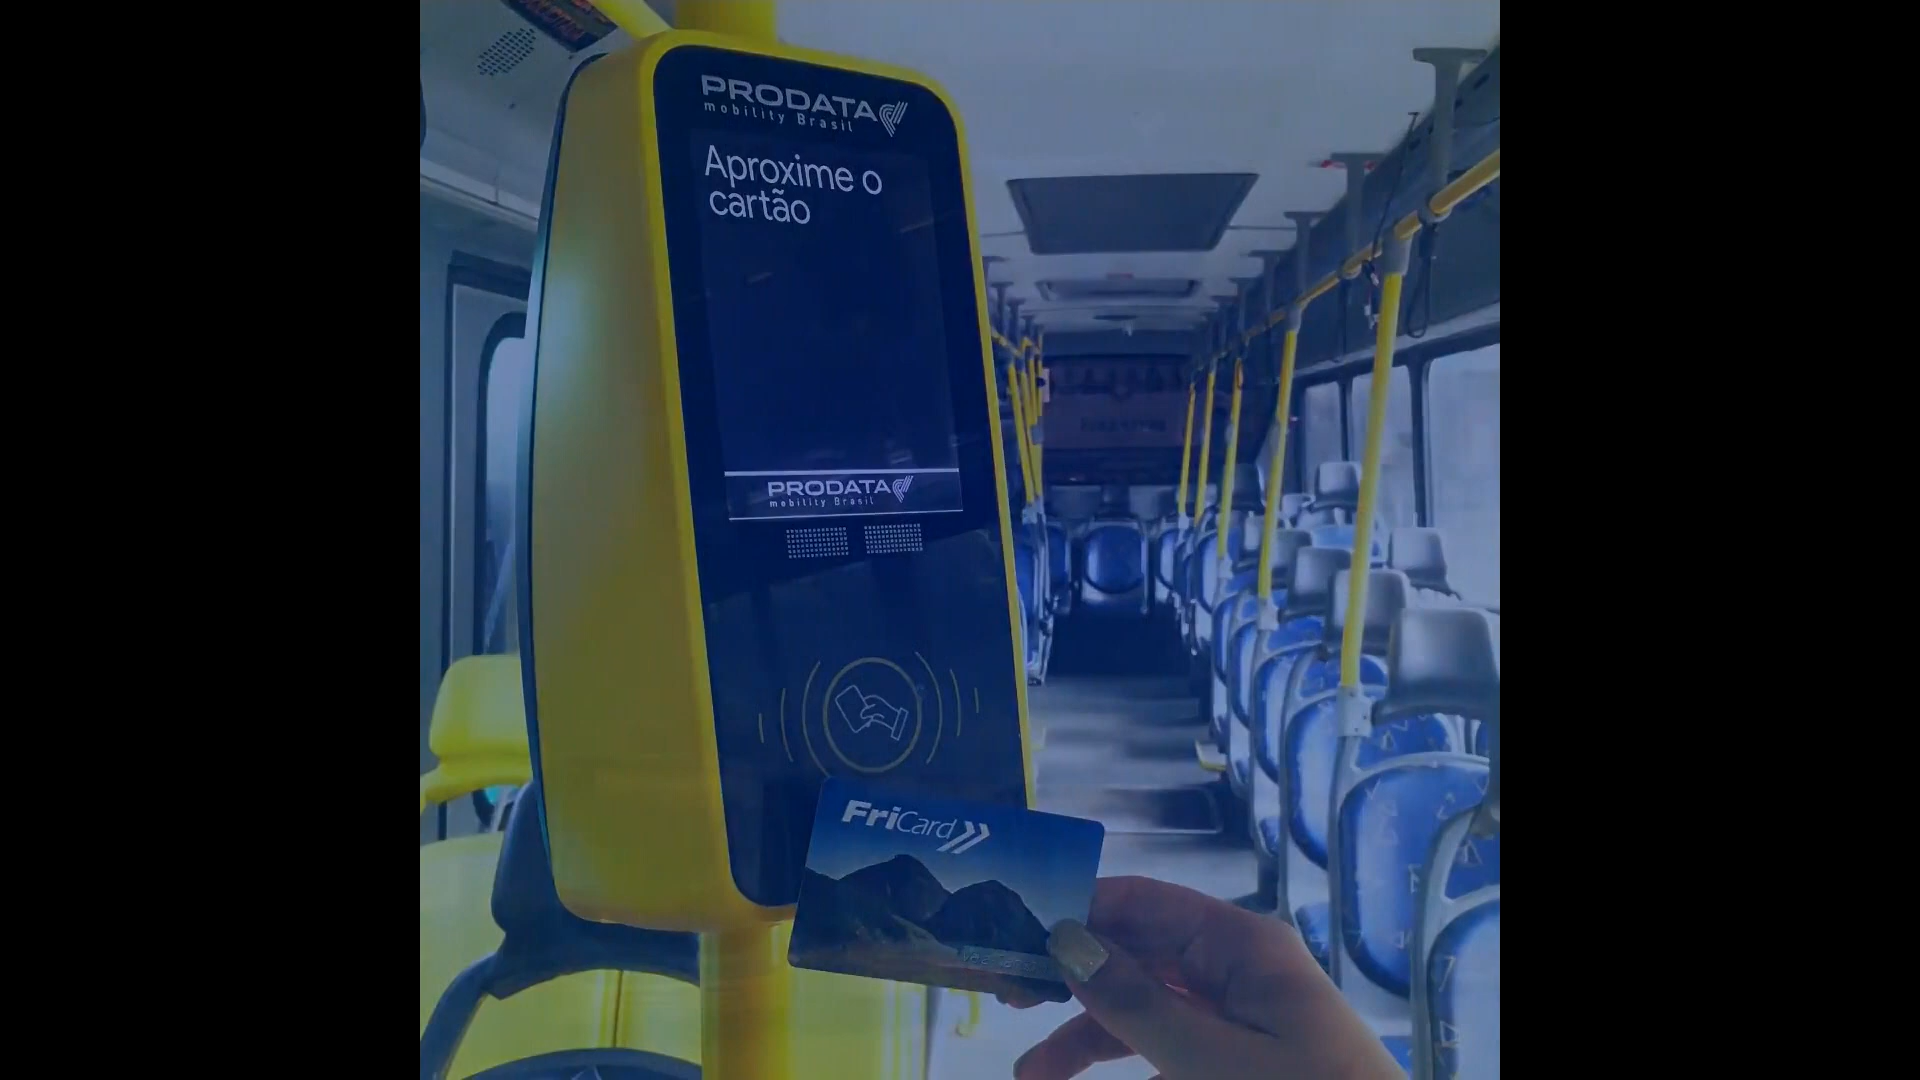 PRODATA
mobility Brasil
Aproxime o
cartão
PRODATA
mobility Brasil
FriCard